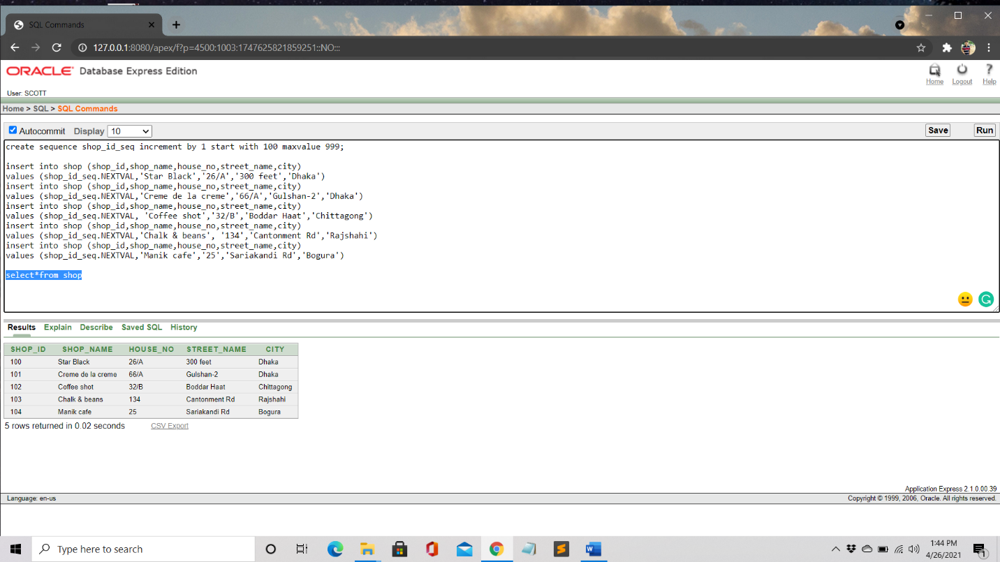 SQL Commands
127.0.0.1:8080/apex/f?p=4500:1003:1747625821859251::NO:::
ORACLE Database Express Edition
Home Logout Help
User: SCOTT
Home > SQL > SQL Commands
Autocommit Display 10 Save Run
create sequence shop_id_seq increment by 1 start with 100 maxvalue 999;
insert into shop (shop_id,shop_name,house_no,street_name,city)
values (shop_id_seq.NEXTVAL,'Star Black','26/A','300 feet','Dhaka')
insert into shop (shop_id,shop_name,house_no,street_name,city)
values (shop_id_seq.NEXTVAL,'Creme de la creme','66/A','Gulshan-2','Dhaka')
insert into shop (shop_id,shop_name,house_no,street_name,city)
values (shop_id_seq.NEXTVAL, 'Coffee shot','32/B','Boddar Haat','Chittagong')
insert into shop (shop_id,shop_name,house_no,street_name,city)
values (shop_id_seq.NEXTVAL,'Chalk & beans', '134','Cantonment Rd','Rajshahi')
insert into shop (shop_id,shop_name,house_no,street_name,city)
values (shop_id_seq.NEXTVAL,'Manik cafe','25','Sariakandi Rd','Bogura')
select*from shop
Results Explain Describe Saved SQL History
SHOP_ID SHOP_NAME HOUSE_NO STREET_NAME CITY
100 Star Black 26/A 300 feet Dhaka
101 Creme de la creme 66/A Gulshan-2 Dhaka
102 Coffee shot 32/B Boddar Haat Chittagong
103 Chalk & beans 134 Cantonment Rd Rajshahi
104 Manik cafe 25 Sariakandi Rd Bogura
5 rows returned in 0.02 seconds CSV Export
Application Express 2.1.0.00.39
Language: en-us Copyright © 1999, 2006, Oracle. All rights reserved.
Type here to search
1:44 PM
4/26/2021
1